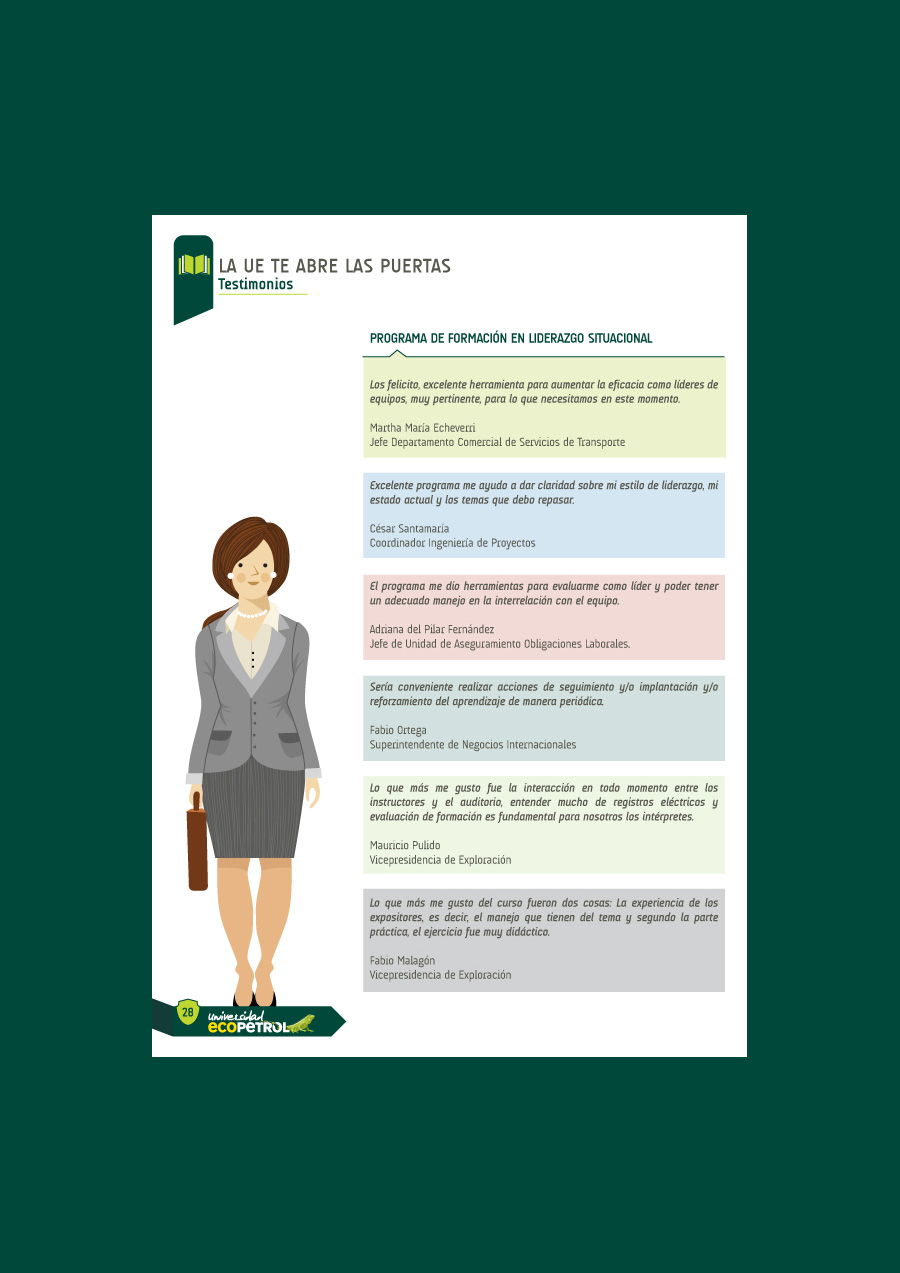 LA UE TE ABRE LAS PUERTAS
Testimonios
PROGRAMA DE FORMACIÓN EN LIDERAZGO SITUACIONAL
Los felicito, excelente herramienta para aumentar la eficacia como líderes de
equipos, muy pertinente, para lo que necesitamos en este momento.
Martha María Echeverri
Jefe Departamento Comercial de Servicios de Transporte
Excelente programa me ayudo a dar claridad sobre mi estilo de liderazgo, mi
estado actual y los temas que debo repasar.
César Santamaría
Coordinador Ingeniería de Proyectos
El programa me dio herramientas para evaluarme como líder y poder tener
un adecuado manejo en la interrelación con el equipo.
Adriana del Pilar Fernández
Jefe de Unidad de Aseguramiento Obligaciones Laborales.
Sería conveniente realizar acciones de seguimiento y/o implantación y/o
reforzamiento del aprendizaje de manera periódica.
Fabio Ortega
Superintendente de Negocios Internacionales
Lo que más me gusto fue la interacción en todo momento entre los
instructores y el auditorio, entender mucho de registros eléctricos y
evaluación de formación es fundamental para nosotros los intérpretes.
Mauricio Pulido
Vicepresidencia de Exploración
Lo que más me gusto del curso fueron dos cosas: La experiencia de los
expositores, es decir, el manejo que tienen del tema y segundo la parte
práctica, el ejercicio fue muy didáctico.
Fabio Malagón
Vicepresidencia de Exploración
28
universidad
ECOPETROL